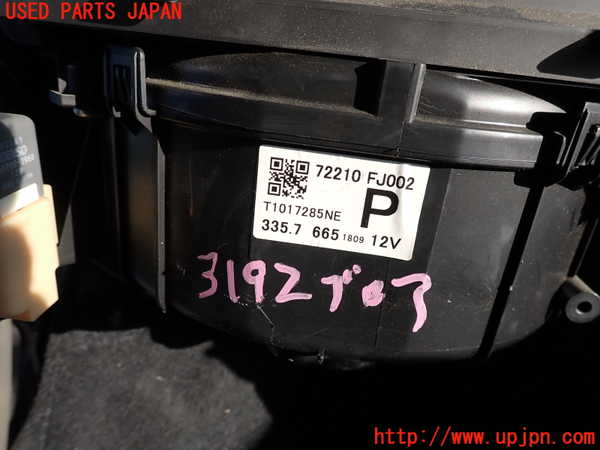 USED PARTS JAPAN
72210 FJ002
T1017285NE
P
335.7 665 1809 12V
3192ブロア
http://www.upjpn.com/